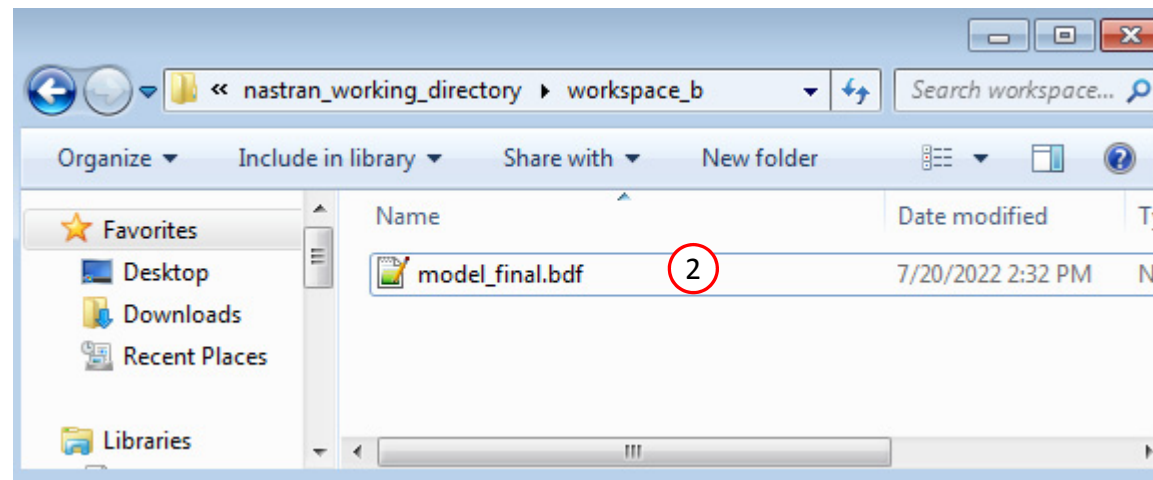 « nastran_working_directory ▸ workspace_b
Search workspace...
Organize Include in library Share with New folder
Favorites
Desktop
Downloads
Recent Places
Libraries
Name Date modified
model_final.bdf 2 7/20/2022 2:32 PM N